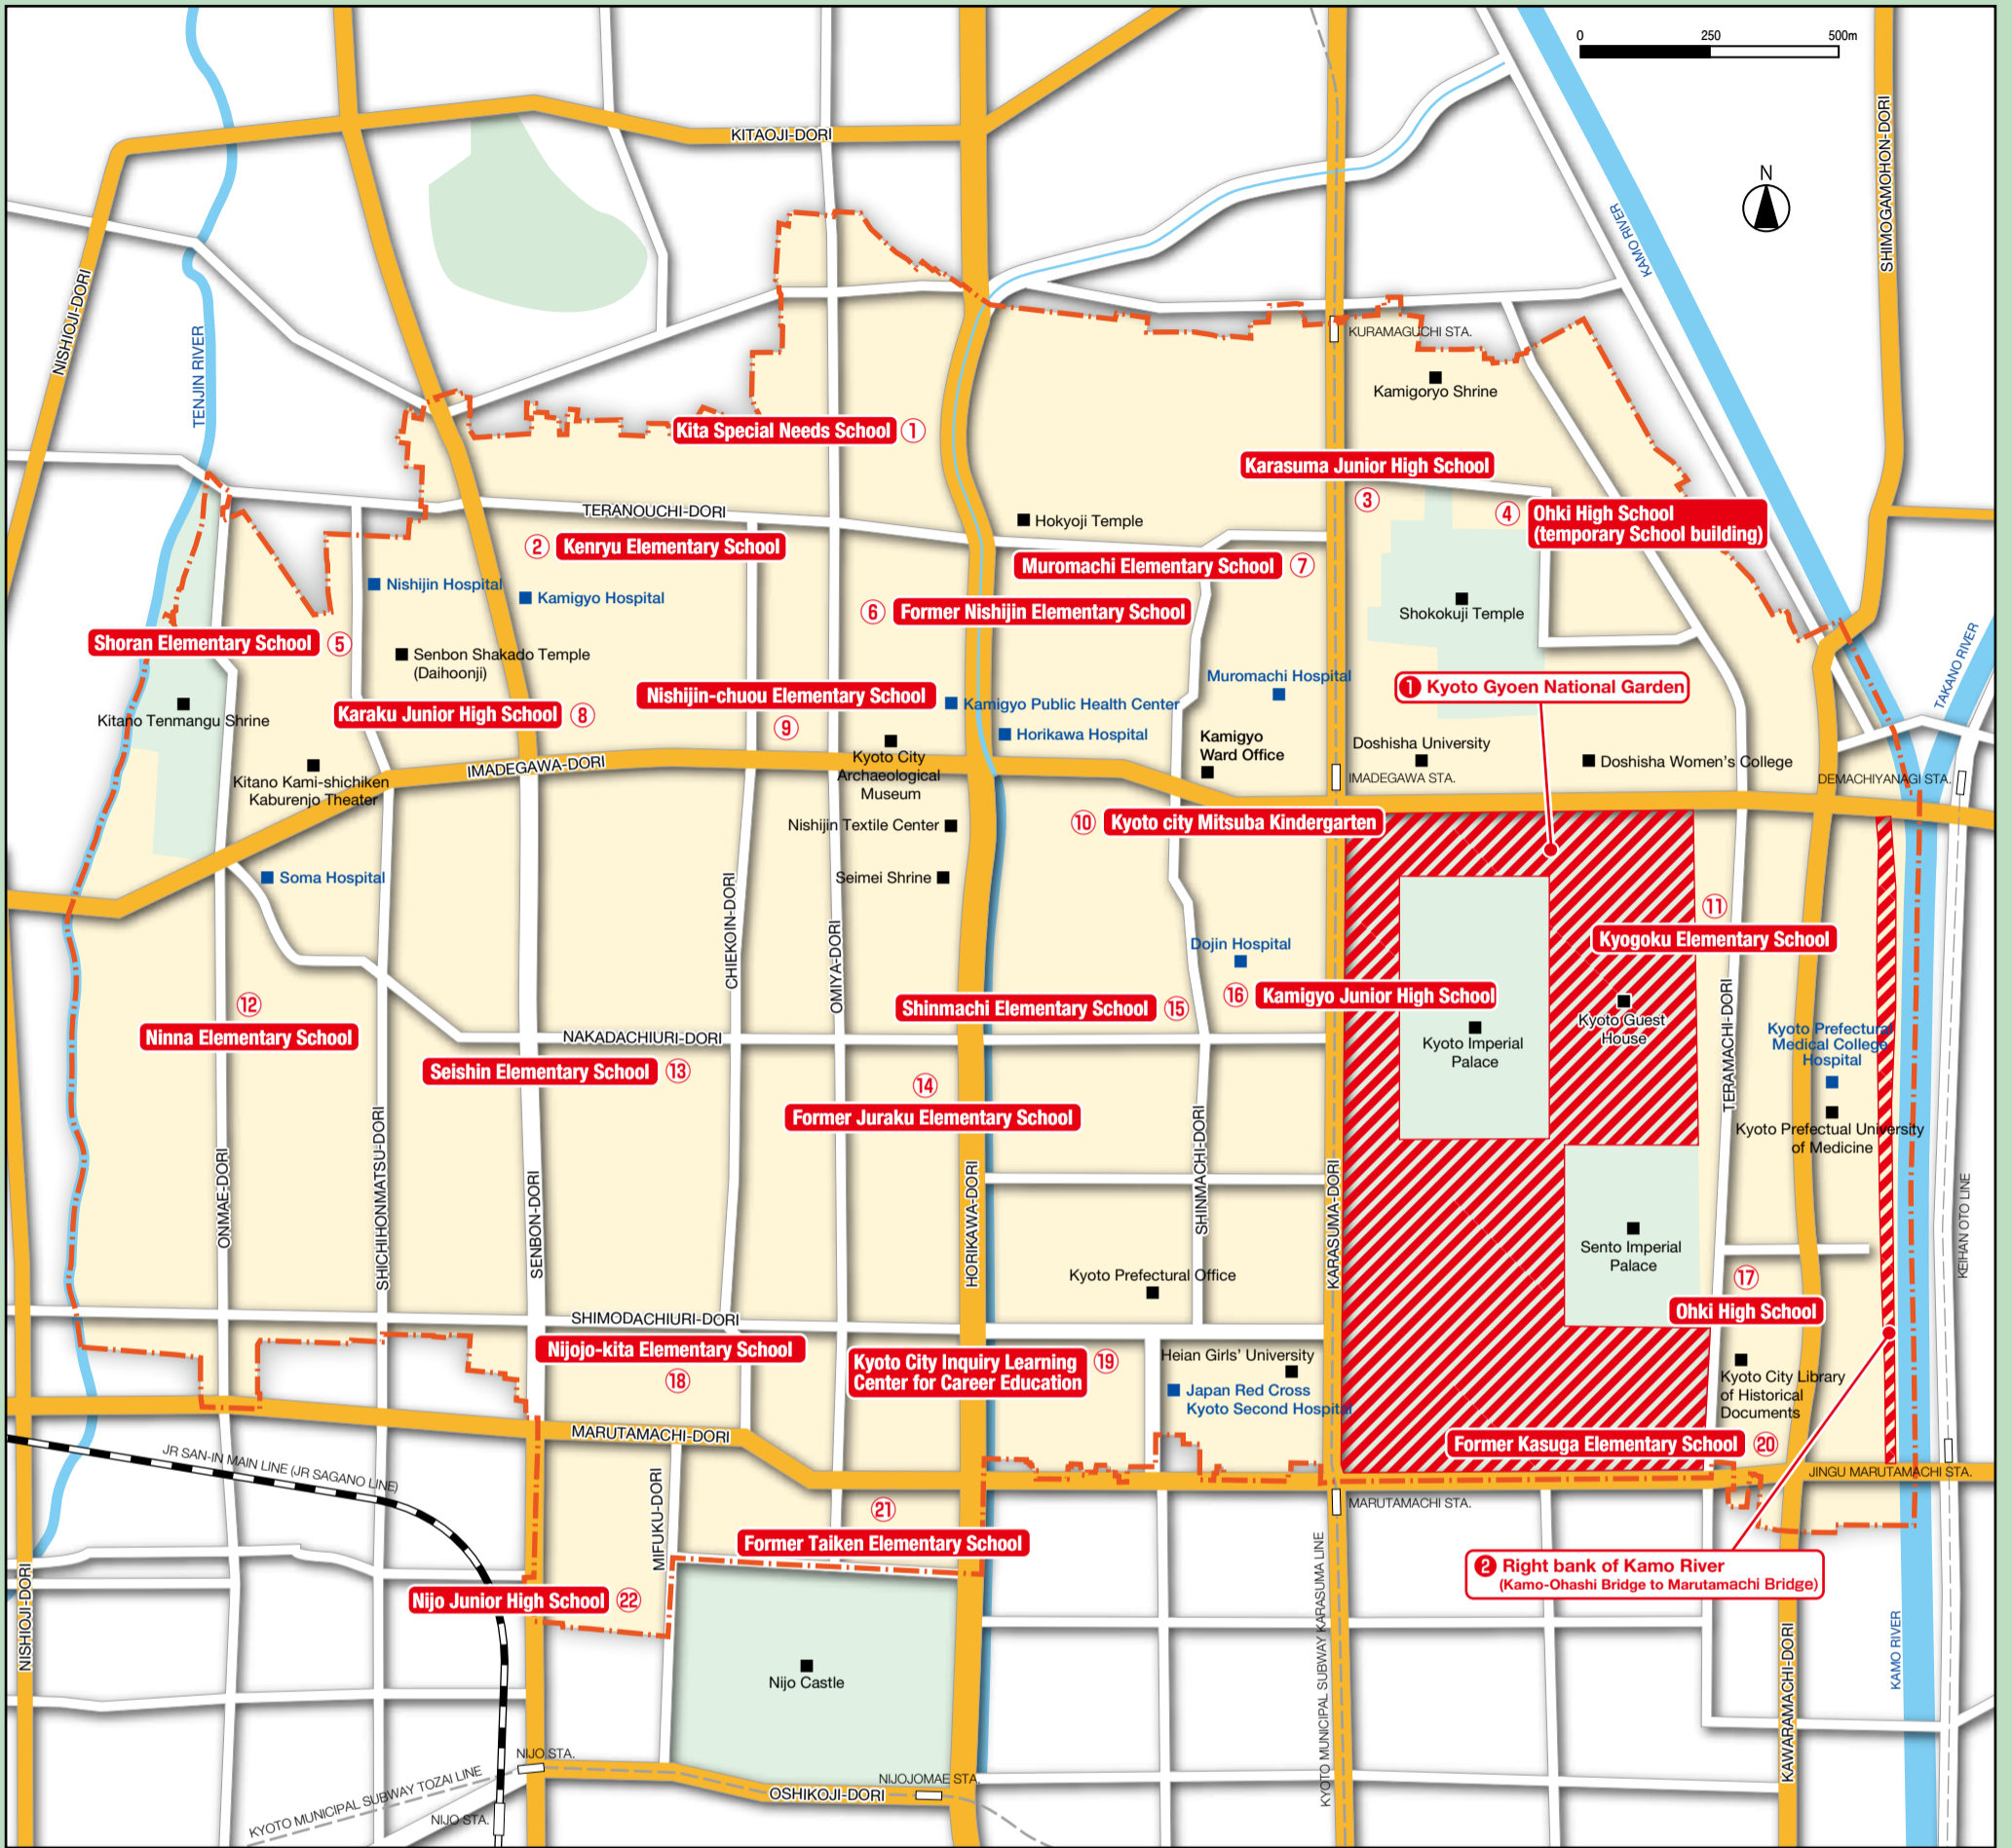 0 250 500m
N
KITAOJI-DORI
SHIMOGAMOHON-DORI
KAMO RIVER
NISHIOJI-DORI
TENJIN RIVER
KURAMAGUCHI STA.
Kamigoryo Shrine
Kita Special Needs School ①
Karasuma Junior High School
③
④ Ohki High School
(temporary School building)
TERANOUCHI-DORI
Hokyoji Temple
② Kenryu Elementary School
Muromachi Elementary School ⑦
Nishijin Hospital
Kamigyo Hospital
⑥ Former Nishijin Elementary School
Shokokuji Temple
Shoran Elementary School ⑤
Senbon Shakado Temple
(Daihoonji)
TAKANO RIVER
Muromachi Hospital
❶ Kyoto Gyoen National Garden
Nishijin-chuou Elementary School
⑨
Kamigyo Public Health Center
Karaku Junior High School ⑧
Kitano Tenmangu Shrine
Horikawa Hospital
Kamigyo
Ward Office
Doshisha University
Doshisha Women's College
Kyoto City
Archaeological
Museum
IMADEGAWA-DORI
IMADEGAWA STA.
DEMACHIYANAGI STA.
Kitano Kami-shichiken
Kaburenjo Theater
Nishijin Textile Center
⑩ Kyoto city Mitsuba Kindergarten
Soma Hospital
Seimei Shrine
CHIEKOIN-DORI
OMIYA-DORI
⑪
Kyogoku Elementary School
Dojin Hospital
⑯ Kamigyo Junior High School
Shinmachi Elementary School ⑮
⑫
Ninna Elementary School
Kyoto Guest
House
Kyoto Imperial
Palace
TERAMACHI-DORI
Kyoto Prefectural
Medical College
Hospital
NAKADACHIURI-DORI
Seishin Elementary School ⑬
⑭
Former Juraku Elementary School
Kyoto Prefectual University
of Medicine
ONMAE-DORI
SHICHIHONMATSU-DORI
SENBON-DORI
HORIKAWA-DORI
SHINMACHI-DORI
KARASUMA-DORI
KEIHAN OTO LINE
Sento Imperial
Palace
Kyoto Prefectural Office
⑰
Ohki High School
SHIMODACHIURI-DORI
Nijojo-kita Elementary School
⑱
Kyoto City Inquiry Learning
Center for Career Education
⑲
Heian Girls' University
Japan Red Cross
Kyoto Second Hospital
Kyoto City Library
of Historical
Documents
MARUTAMACHI-DORI
Former Kasuga Elementary School ⑳
JINGU MARUTAMACHI STA.
JR SAN-IN MAIN LINE (JR SAGANO LINE)
MARUTAMACHI STA.
MIFUKU-DORI
㉑
Former Taiken Elementary School
❷ Right bank of Kamo River
(Kamo-Ohashi Bridge to Marutamachi Bridge)
Nijo Junior High School ㉒
NISHIOJI-DORI
KYOTO MUNICIPAL SUBWAY KARASUMA LINE
KAWARAMACHI-DORI
KAMO RIVER
Nijo Castle
NIJO STA.
KYOTO MUNICIPAL SUBWAY TOZAI LINE
NIJOJOMAE STA.
OSHIKOJI-DORI
NIJO STA.